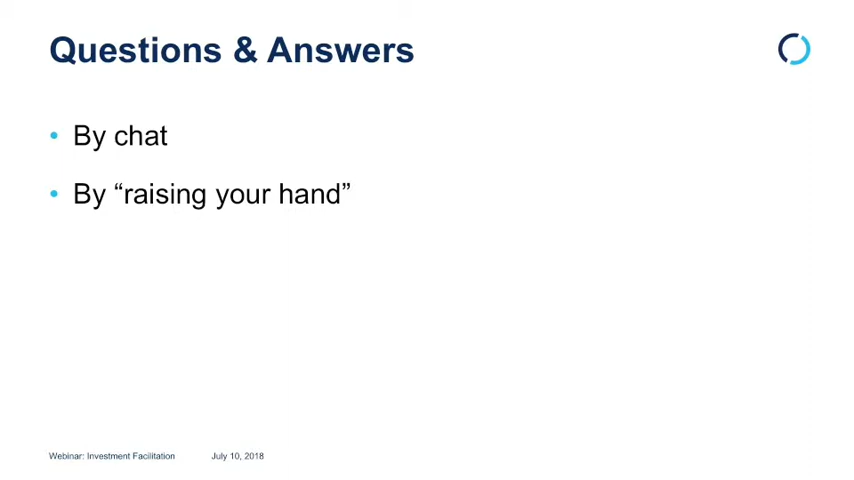 Questions & Answers
• By chat
• By “raising your hand”
Webinar: Investment Facilitation July 10, 2018